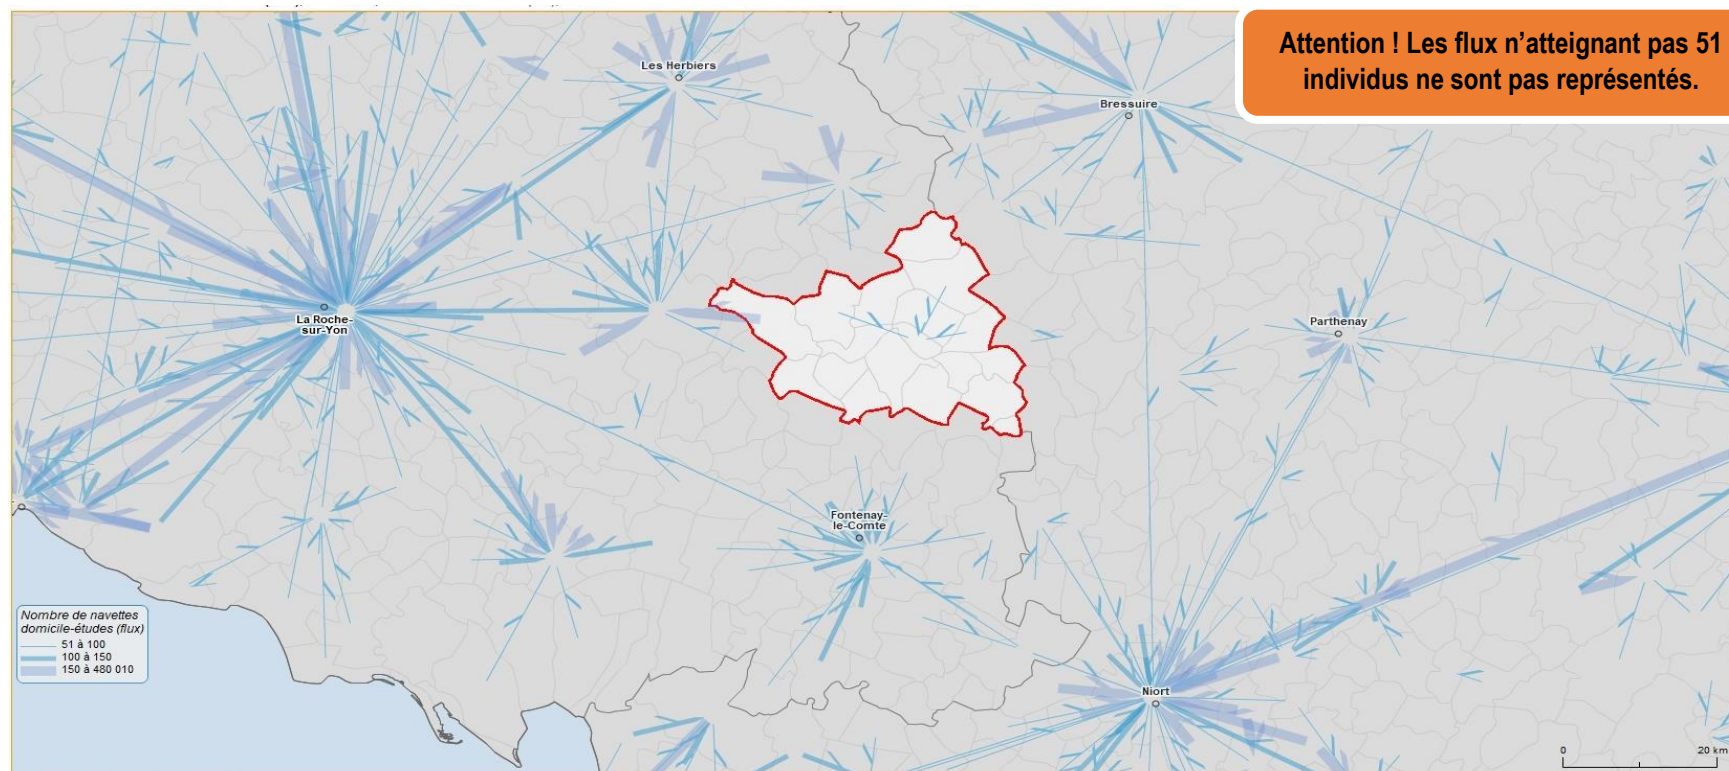 Attention ! Les flux n'atteignant pas 51
individus ne sont pas représentés.
Les Herbiers
Bressuire
La Roche-
sur-Yon
Parthenay
Fontenay-
le-Comte
Niort
Nombre de navettes
domicile-études (flux)
51 à 100
100 à 150
150 à 480 010
0 20 km